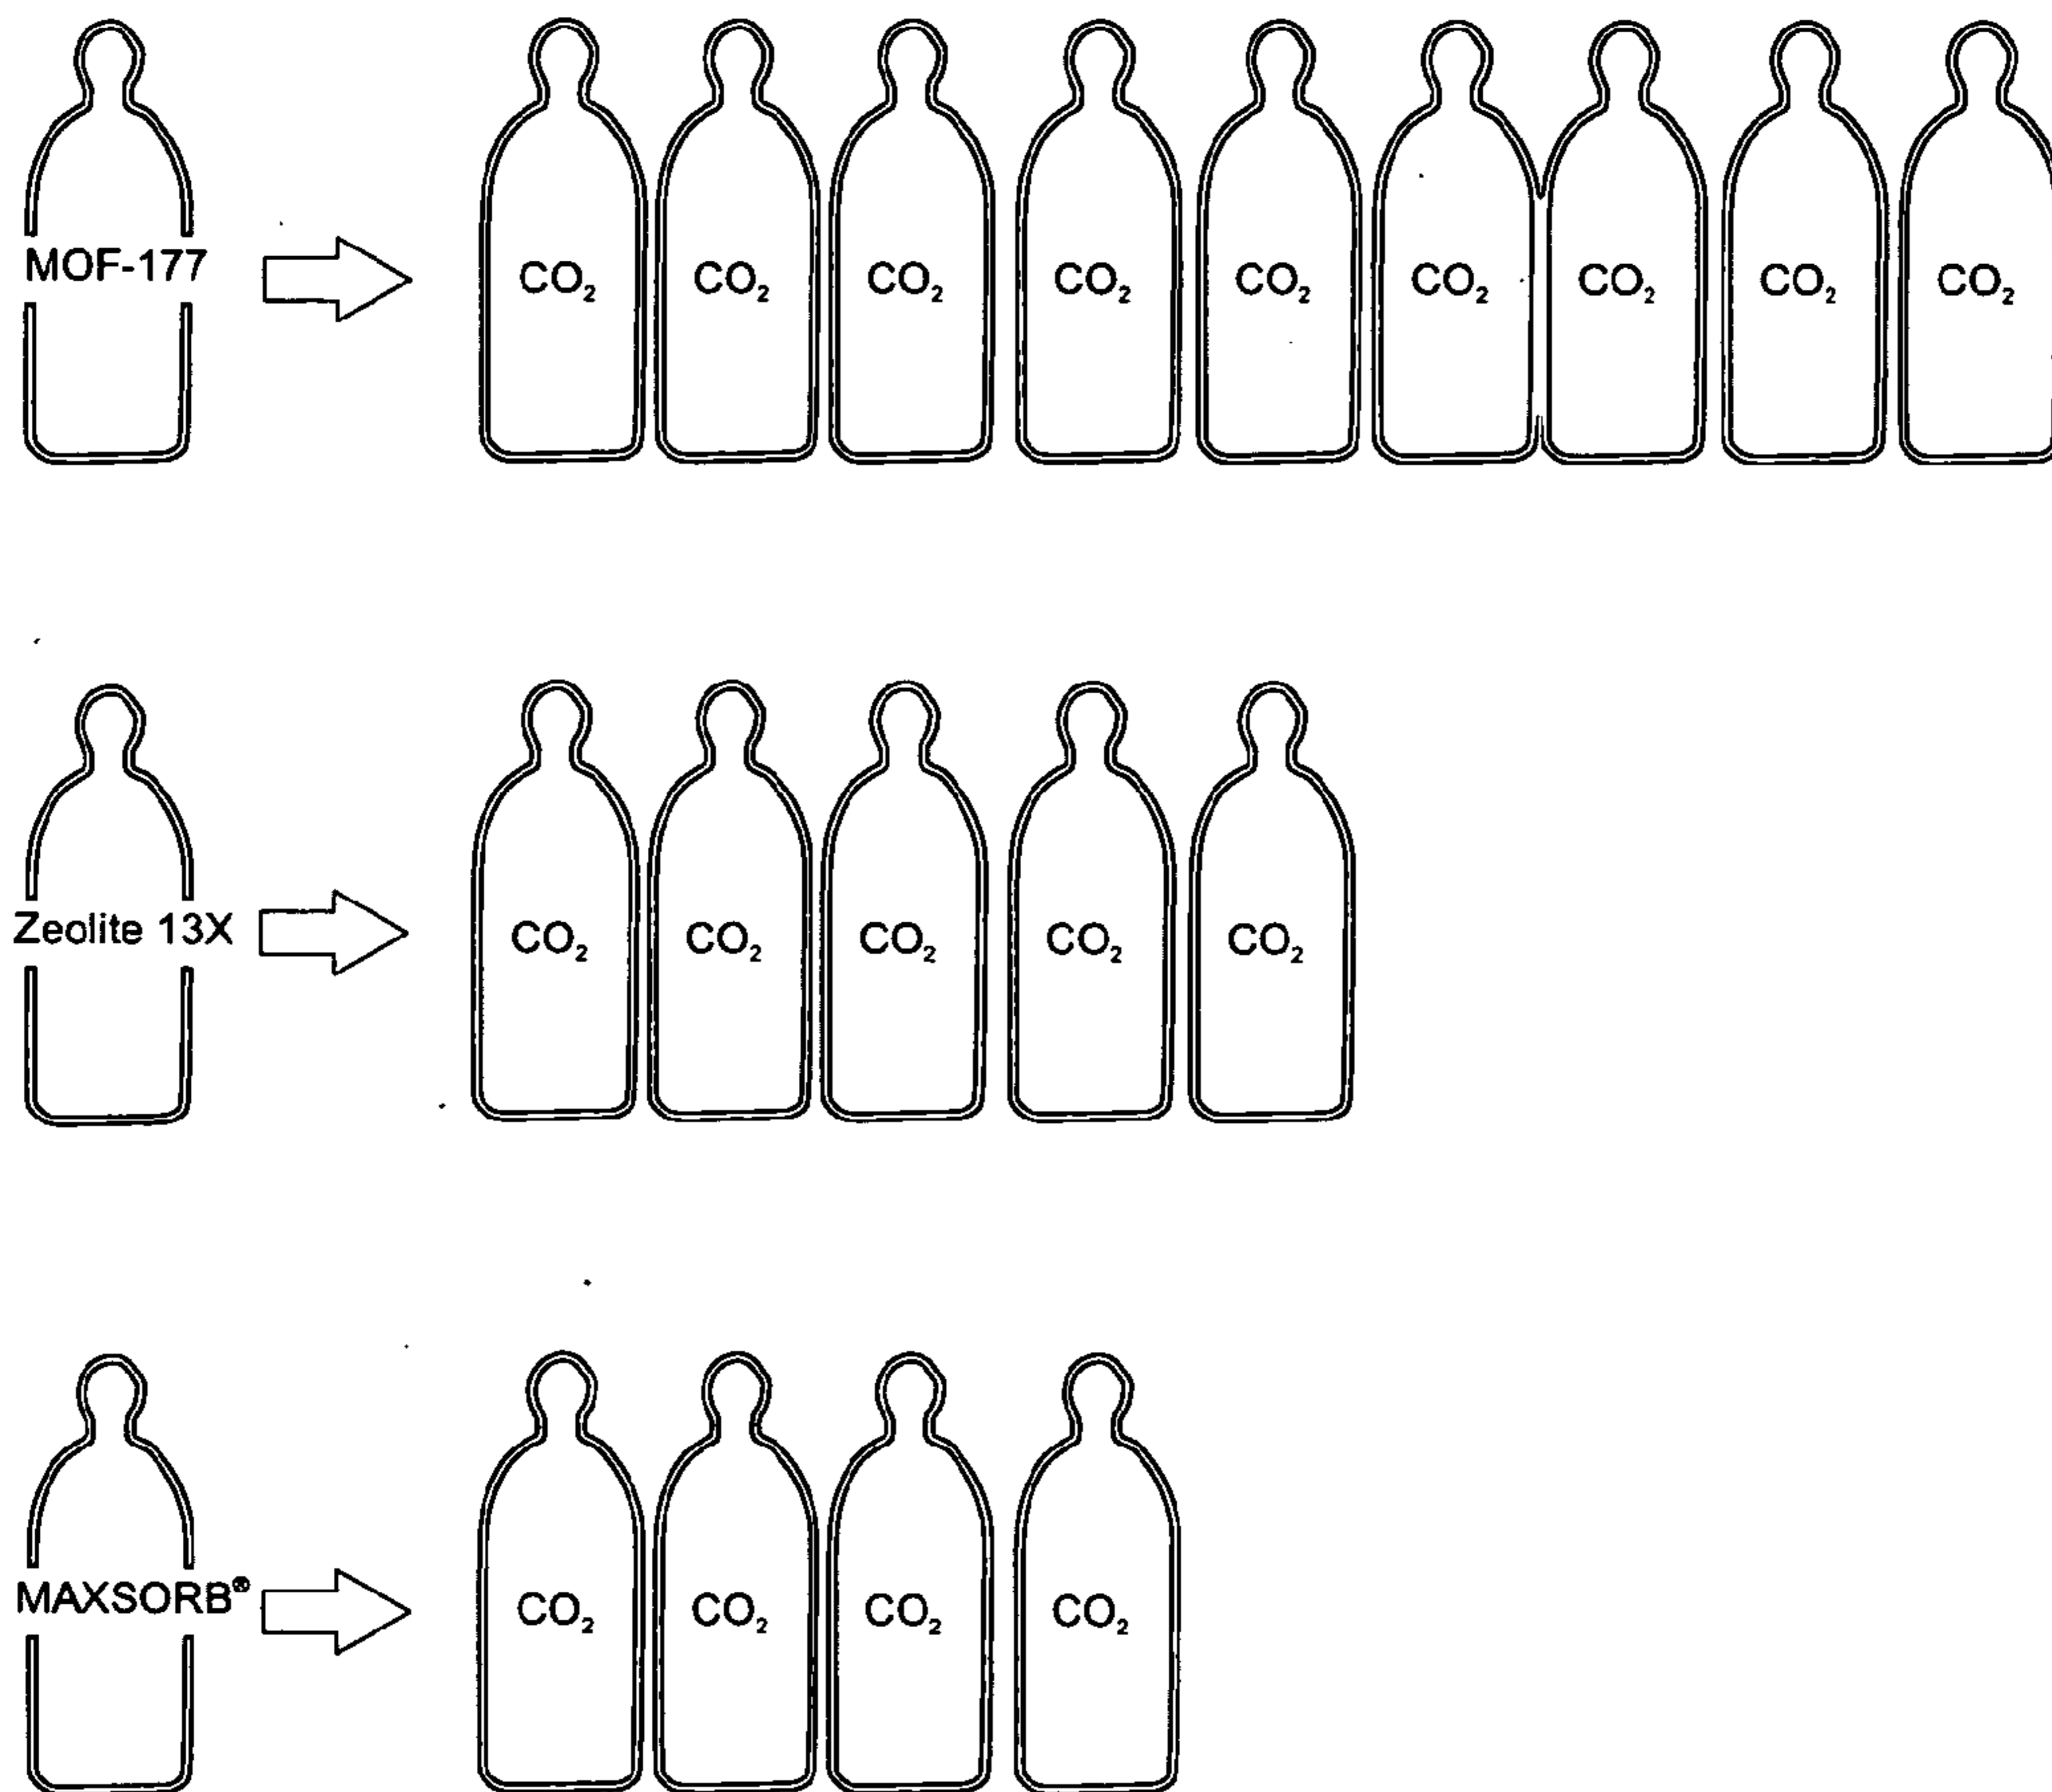 MOF-177 CO₂ CO₂ CO₂ CO₂ CO₂ CO₂ CO₂ CO₂ CO₂
Zeolite 13X CO₂ CO₂ CO₂ CO₂ CO₂
MAXSORB® CO₂ CO₂ CO₂ CO₂